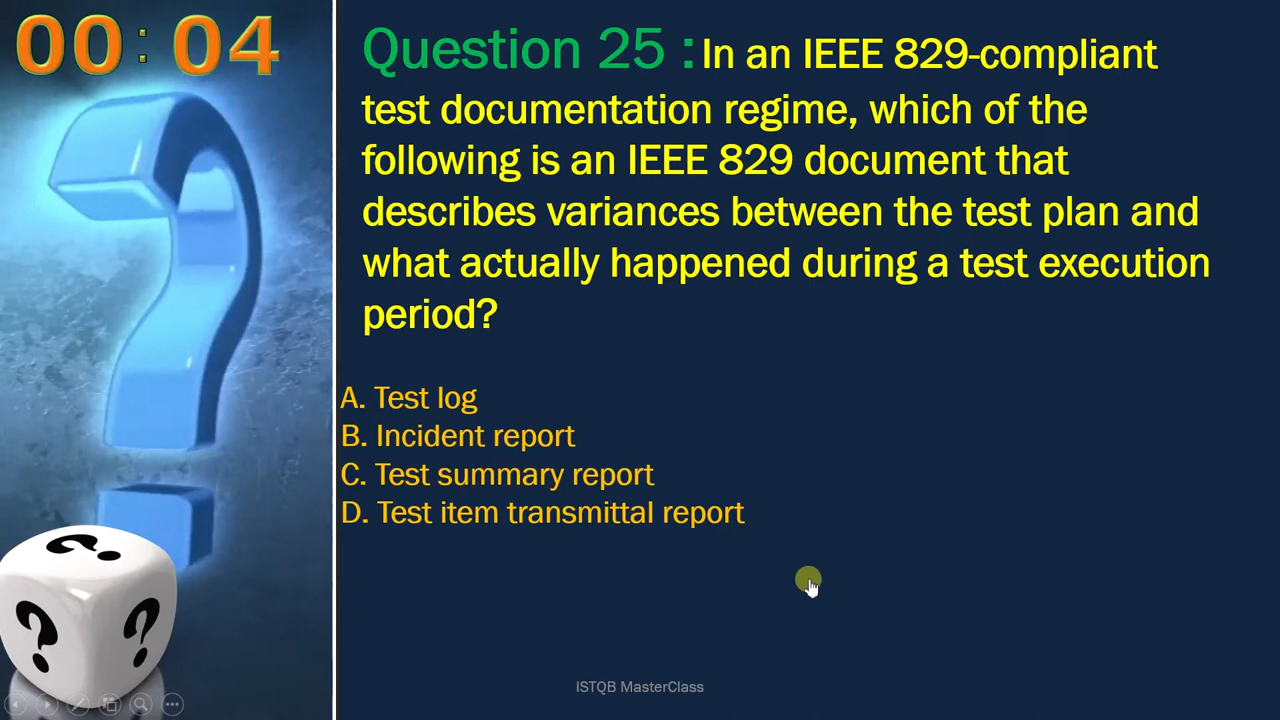 00:04
Question 25 : In an IEEE 829-compliant
test documentation regime, which of the
following is an IEEE 829 document that
describes variances between the test plan and
what actually happened during a test execution
period?
A. Test log
B. Incident report
C. Test summary report
D. Test item transmittal report
ISTQB MasterClass